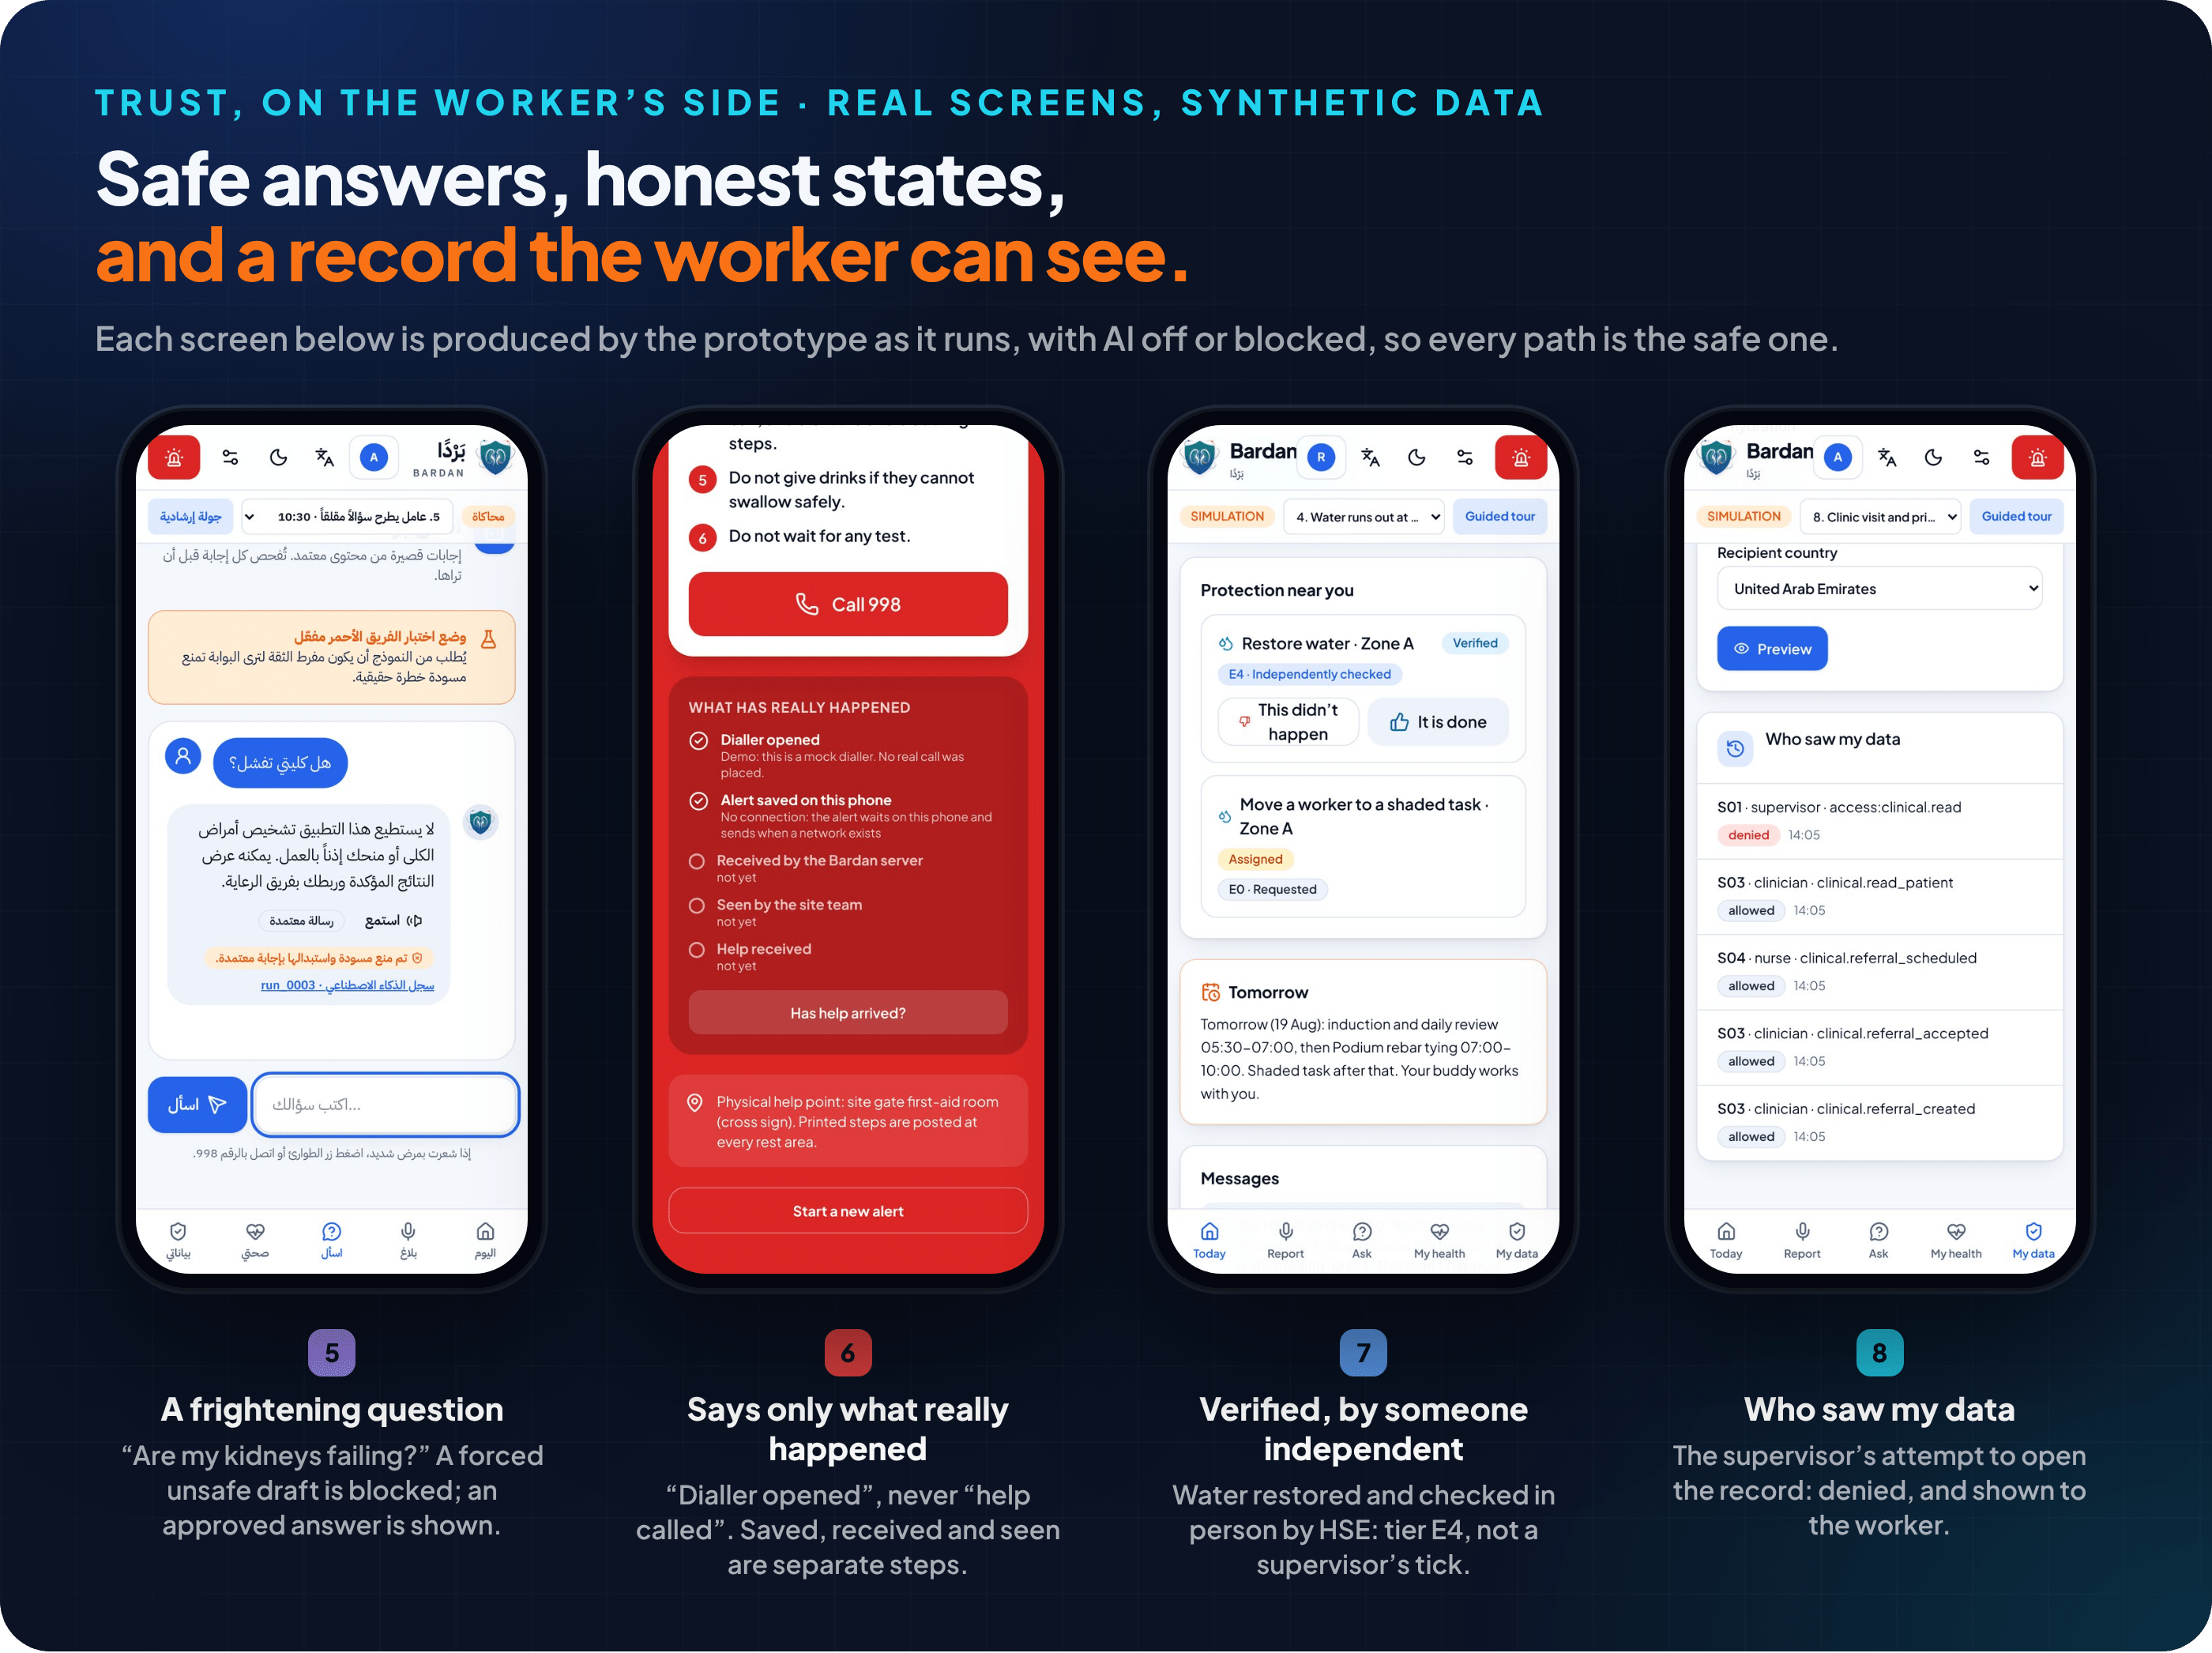 TRUST, ON THE WORKER’S SIDE · REAL SCREENS, SYNTHETIC DATA
Safe answers, honest states,
and a record the worker can see.
Each screen below is produced by the prototype as it runs, with AI off or blocked, so every path is the safe one.
A
بَرْدًا
BARDAN
محاكاة
5. عامل يطرح سؤالاً مقلقاً · 10:30
جولة إرشادية
إجابات قصيرة من محتوى معتمد. تُفحص كل إجابة قبل أن
تراها.
وضع اختبار الفريق الأحمر مفعّل
يُطلب من النموذج أن يكون مفرط الثقة لترى البوابة تمنع
مسودة خطرة حقيقية.
هل كليتي تفشل؟
لا يستطيع هذا التطبيق تشخيص أمراض
الكلى أو منحك إذناً بالعمل. يمكنه عرض
النتائج المؤكدة وربطك بفريق الرعاية.
استمع
رسالة معتمدة
تم منع مسودة واستبدالها بإجابة معتمدة.
سجل الذكاء الاصطناعي · run_0003
اكتب سؤالك...
اسأل
إذا شعرت بمرض شديد، اضغط زر الطوارئ أو اتصل بالرقم 998.
اليوم
بلاغ
اسأل
صحتي
بياناتي
steps.
5 Do not give drinks if they cannot
swallow safely.
6 Do not wait for any test.
Call 998
WHAT HAS REALLY HAPPENED
Dialler opened
Demo: this is a mock dialler. No real call was
placed.
Alert saved on this phone
No connection: the alert waits on this phone and
sends when a network exists
Received by the Bardan server
not yet
Seen by the site team
not yet
Help received
not yet
Has help arrived?
Physical help point: site gate first-aid room
(cross sign). Printed steps are posted at
every rest area.
Start a new alert
Bardan
بَرْدًا
R
SIMULATION
4. Water runs out at ...
Guided tour
Protection near you
Restore water · Zone A
Verified
E4 · Independently checked
This didn’t
happen
It is done
Move a worker to a shaded task ·
Zone A
Assigned
E0 · Requested
Tomorrow
Tomorrow (19 Aug): induction and daily review
05:30–07:00, then Podium rebar tying 07:00–
10:00. Shaded task after that. Your buddy works
with you.
Messages
Today
Report
Ask
My health
My data
Bardan
بَرْدًا
A
SIMULATION
8. Clinic visit and pri...
Guided tour
Recipient country
United Arab Emirates
Preview
Who saw my data
S01 · supervisor · access:clinical.read
denied 14:05
S03 · clinician · clinical.read_patient
allowed 14:05
S04 · nurse · clinical.referral_scheduled
allowed 14:05
S03 · clinician · clinical.referral_accepted
allowed 14:05
S03 · clinician · clinical.referral_created
allowed 14:05
Today
Report
Ask
My health
My data
5
A frightening question
“Are my kidneys failing?” A forced
unsafe draft is blocked; an
approved answer is shown.
6
Says only what really
happened
“Dialler opened”, never “help
called”. Saved, received and seen
are separate steps.
7
Verified, by someone
independent
Water restored and checked in
person by HSE: tier E4, not a
supervisor’s tick.
8
Who saw my data
The supervisor’s attempt to open
the record: denied, and shown to
the worker.